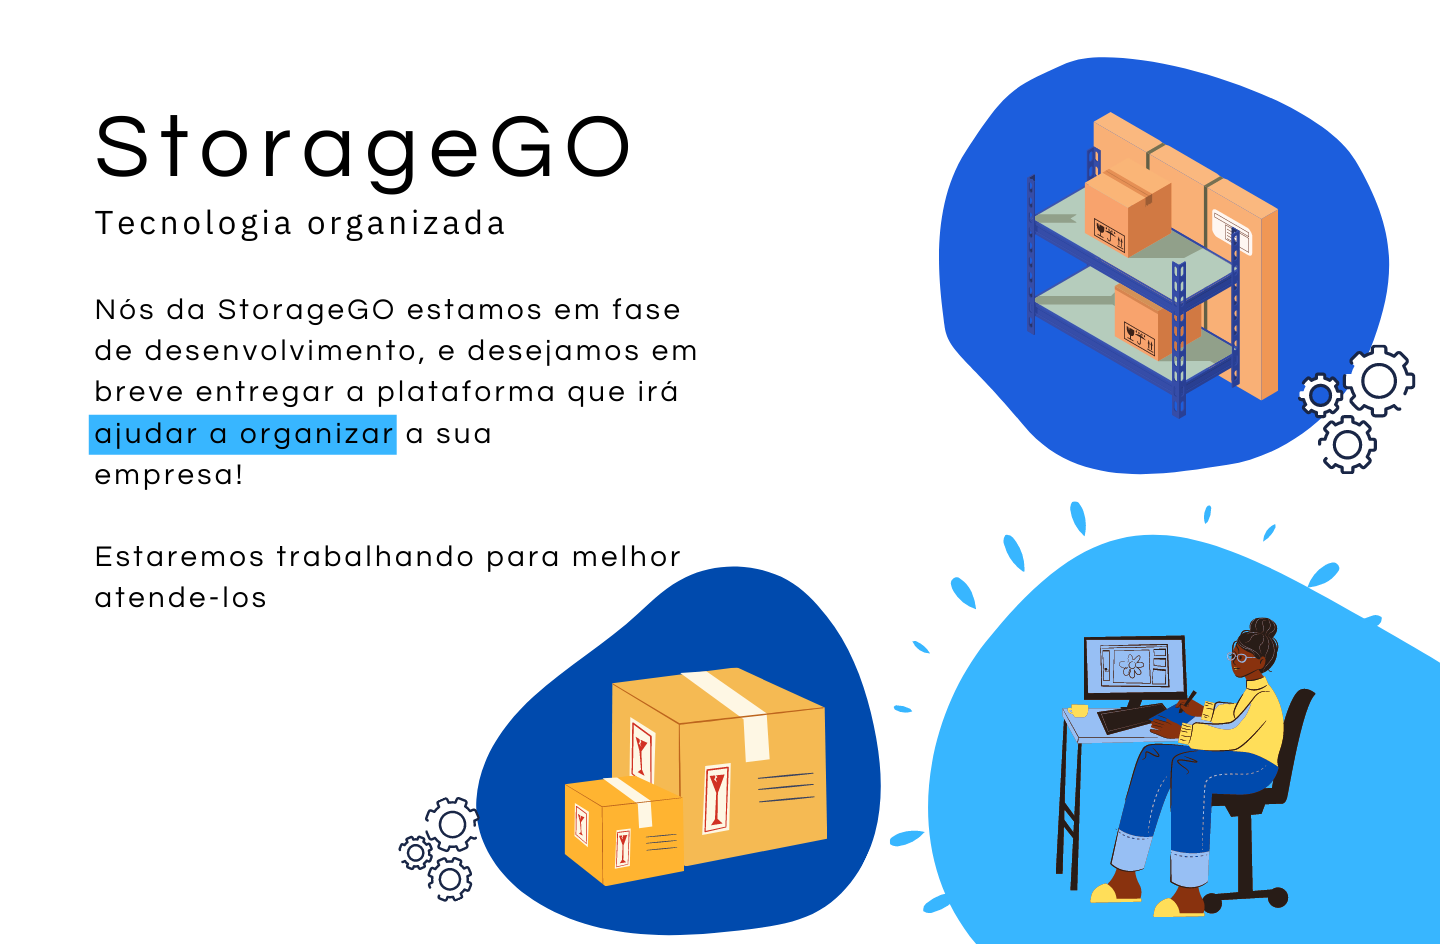 StorageGO
Tecnologia organizada
Nós da StorageGO estamos em fase
de desenvolvimento, e desejamos em
breve entregar a plataforma que irá
ajudar a organizar a sua
empresa!
Estaremos trabalhando para melhor
atende-los